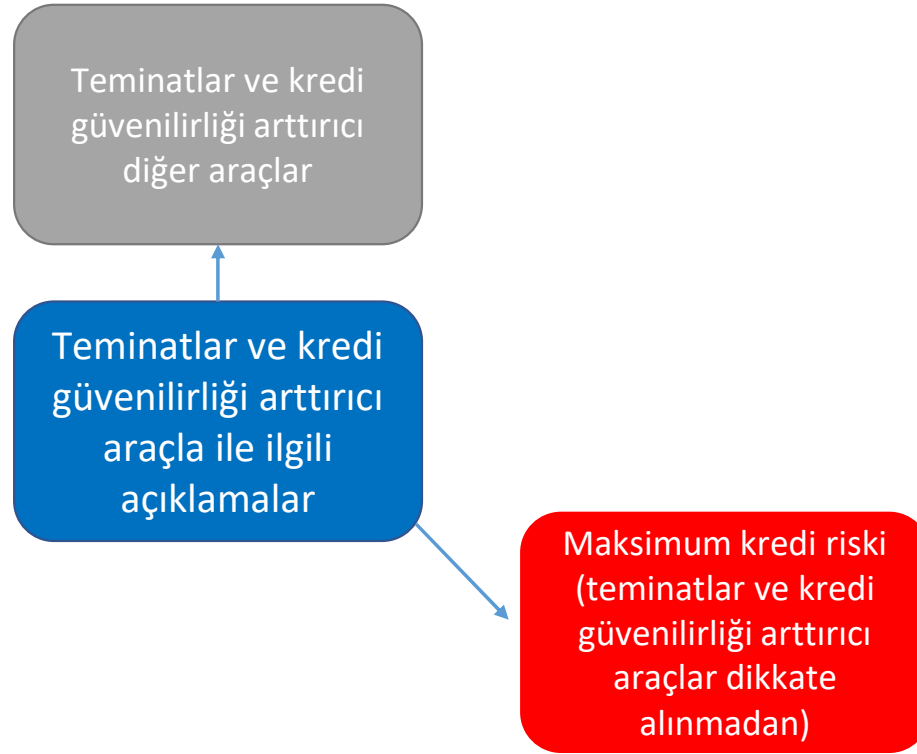 Teminatlar ve kredi
güvenilirliği arttırıcı
diğer araçlar
Teminatlar ve kredi
güvenilirliği arttırıcı
araçla ile ilgili
açıklamalar
Maksimum kredi riski
(teminatlar ve kredi
güvenilirliği arttırıcı
araçlar dikkate
alınmadan)